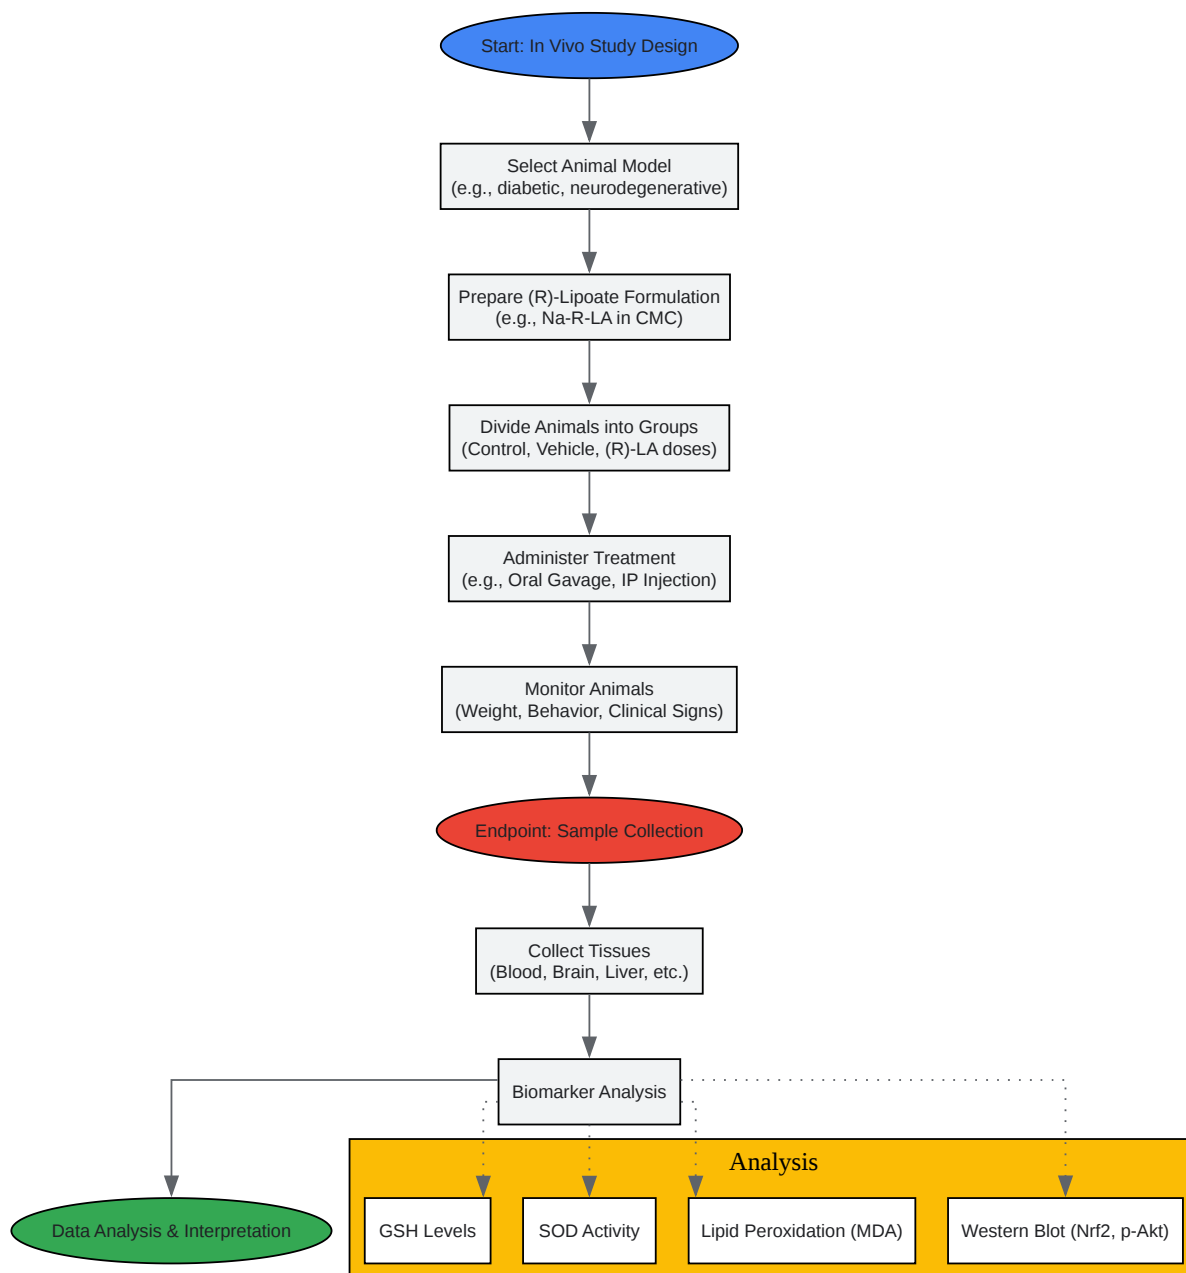 Start: In Vivo Study Design
Select Animal Model
(e.g., diabetic, neurodegenerative)
Prepare (R)-Lipoate Formulation
(e.g., Na-R-LA in CMC)
Divide Animals into Groups
(Control, Vehicle, (R)-LA doses)
Administer Treatment
(e.g., Oral Gavage, IP Injection)
Monitor Animals
(Weight, Behavior, Clinical Signs)
Endpoint: Sample Collection
Collect Tissues
(Blood, Brain, Liver, etc.)
Biomarker Analysis
Analysis
Data Analysis & Interpretation
GSH Levels
SOD Activity
Lipid Peroxidation (MDA)
Western Blot (Nrf2, p-Akt)